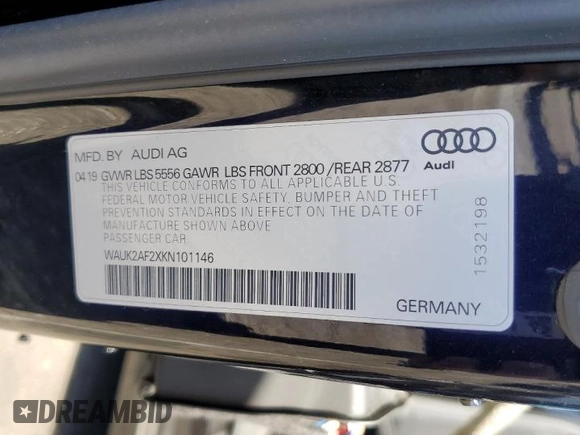 MFD. BY AUDI AG
04 19 GVWR LBS 5556 GAWR LBS FRONT 2800 /REAR 2877
THIS VEHICLE CONFORMS TO ALL APPLICABLE U.S.
FEDERAL MOTOR VEHICLE SAFETY, BUMPER AND THEFT
PREVENTION STANDARDS IN EFFECT ON THE DATE OF
MANUFACTURE SHOWN ABOVE
PASSENGER CAR
WAUK2AF2XKN101146
Audi
1532198
GERMANY
DREAMBID